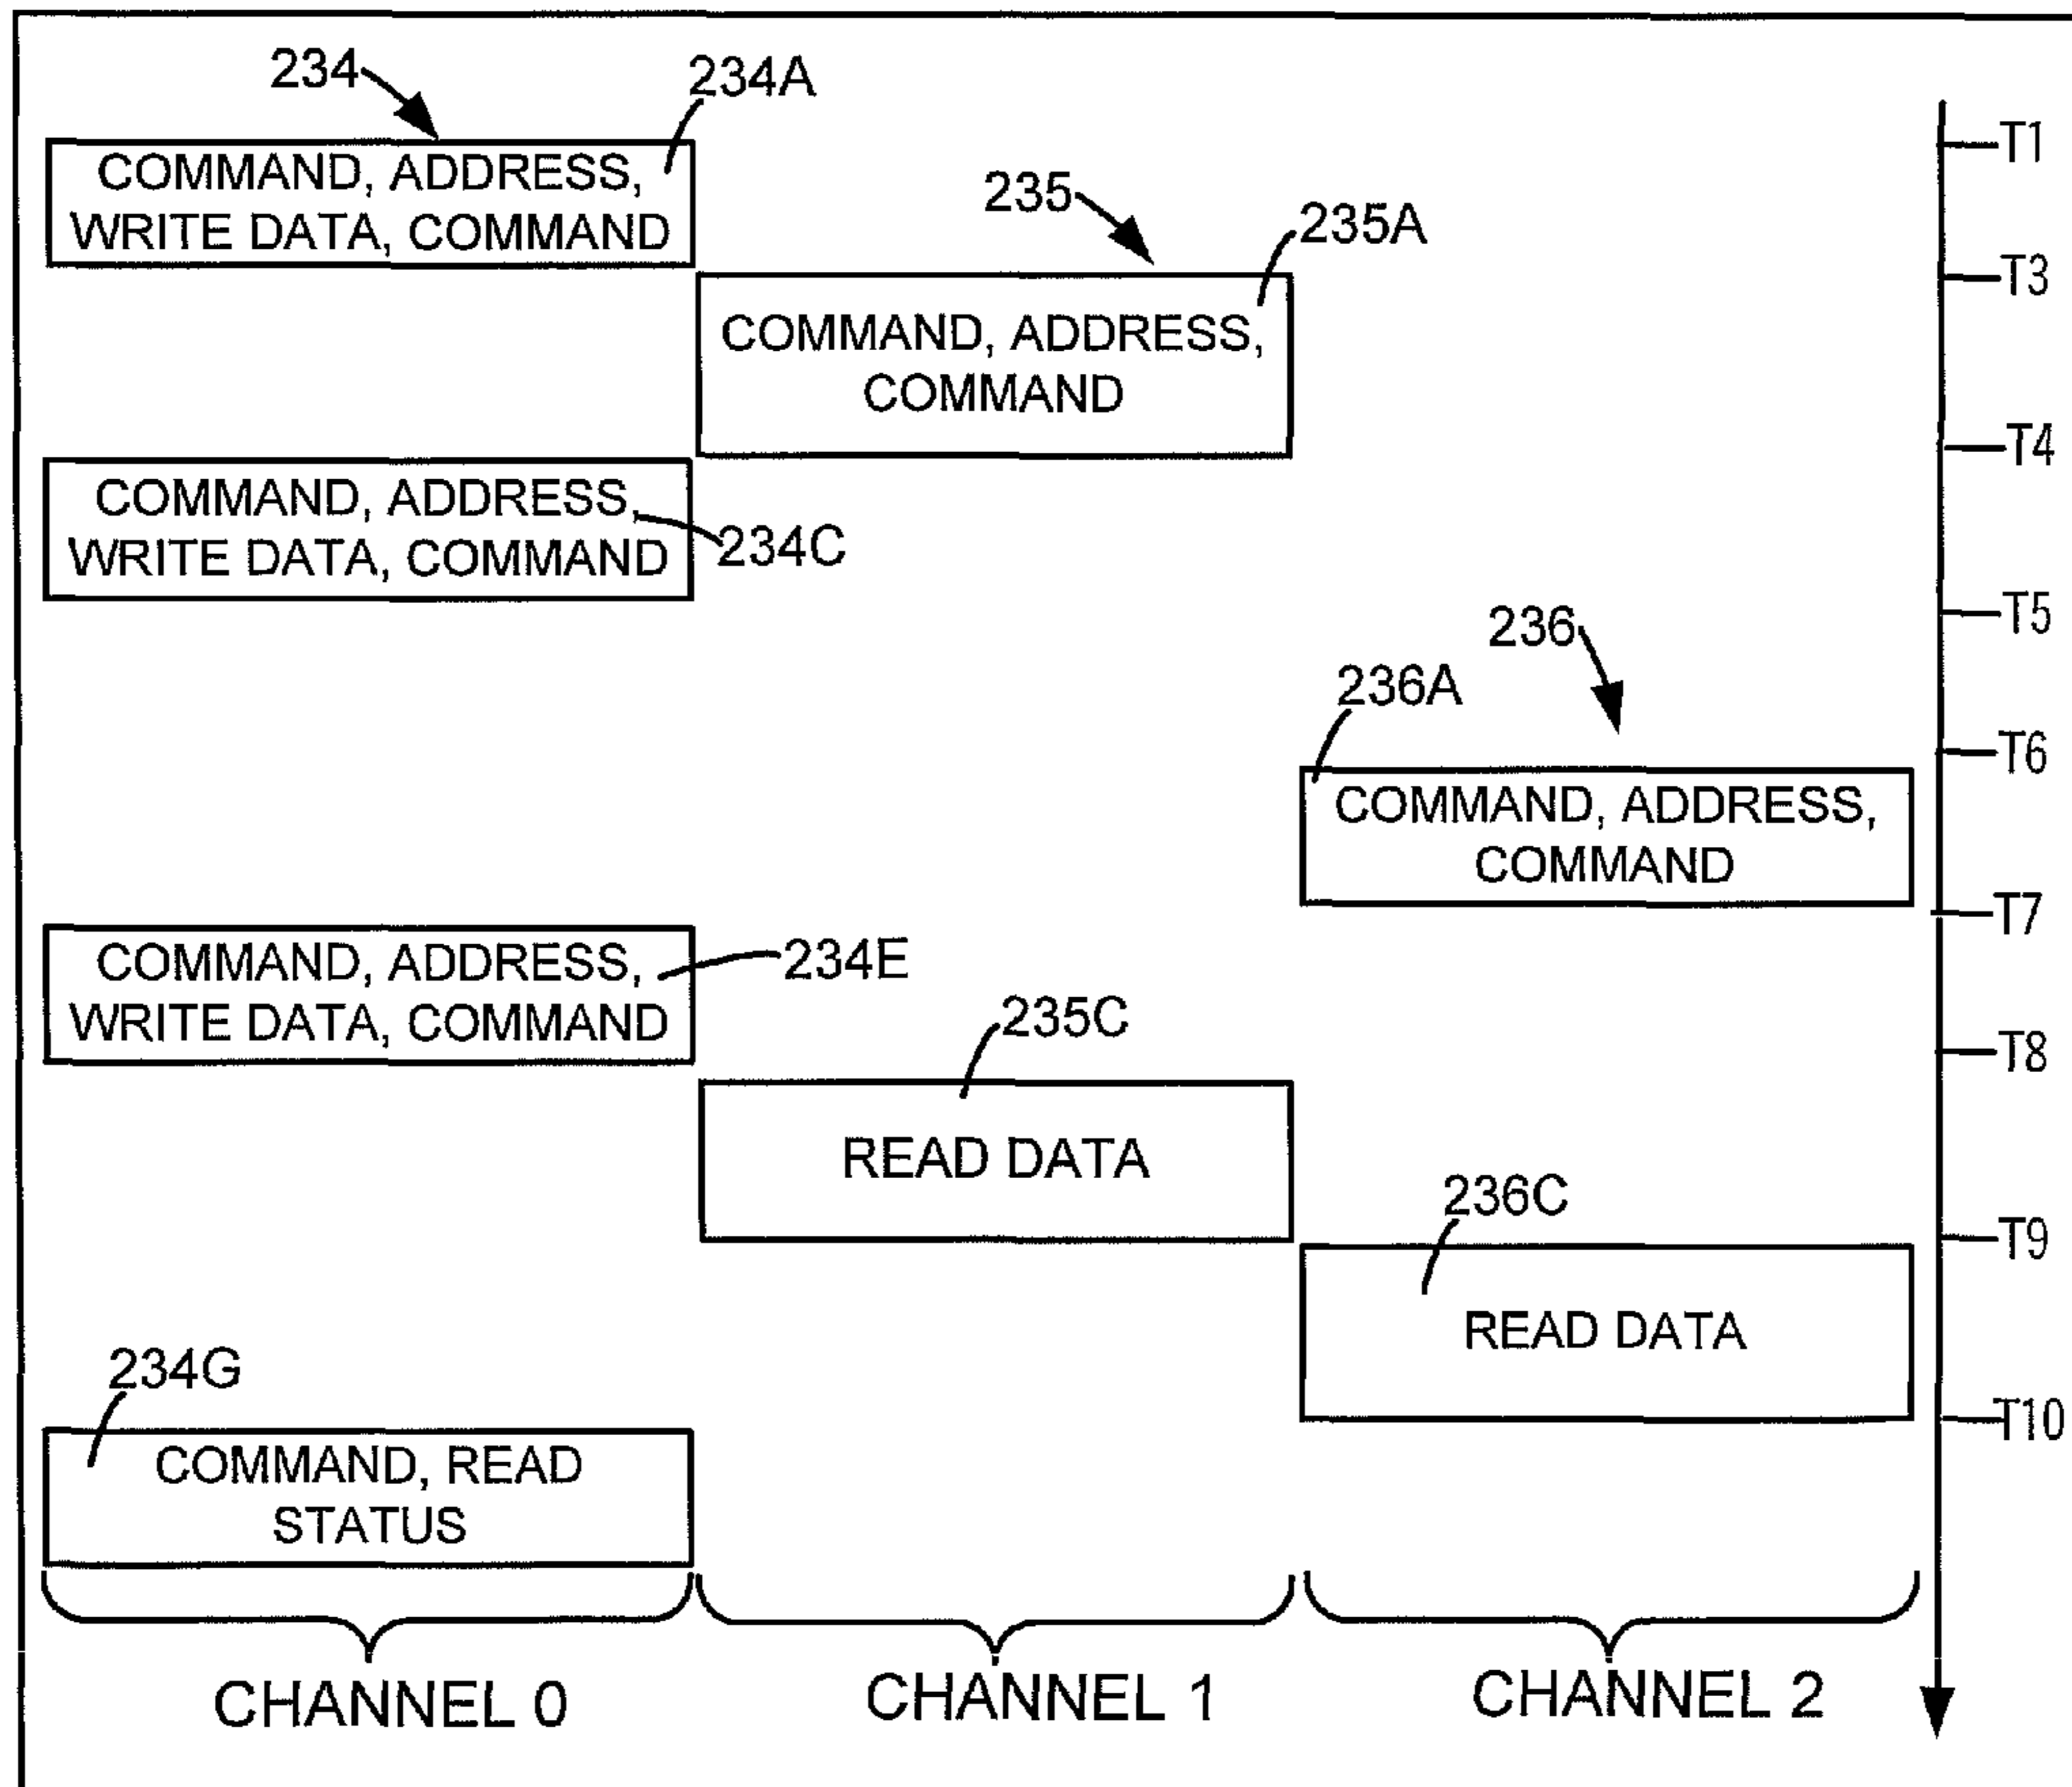 234
234A
T1
COMMAND, ADDRESS,
WRITE DATA, COMMAND
235
235A
T3
COMMAND, ADDRESS,
COMMAND
T4
COMMAND, ADDRESS,
WRITE DATA, COMMAND
234C
T5
236
236A
T6
COMMAND, ADDRESS,
COMMAND
T7
COMMAND, ADDRESS,
WRITE DATA, COMMAND
234E
235C
T8
READ DATA
236C
T9
READ DATA
234G
T10
COMMAND, READ
STATUS
CHANNEL 0
CHANNEL 1
CHANNEL 2